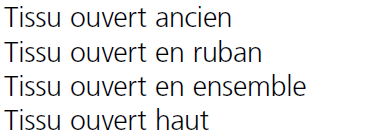 Tissu ouvert ancien
Tissu ouvert en ruban
Tissu ouvert en ensemble
Tissu ouvert haut